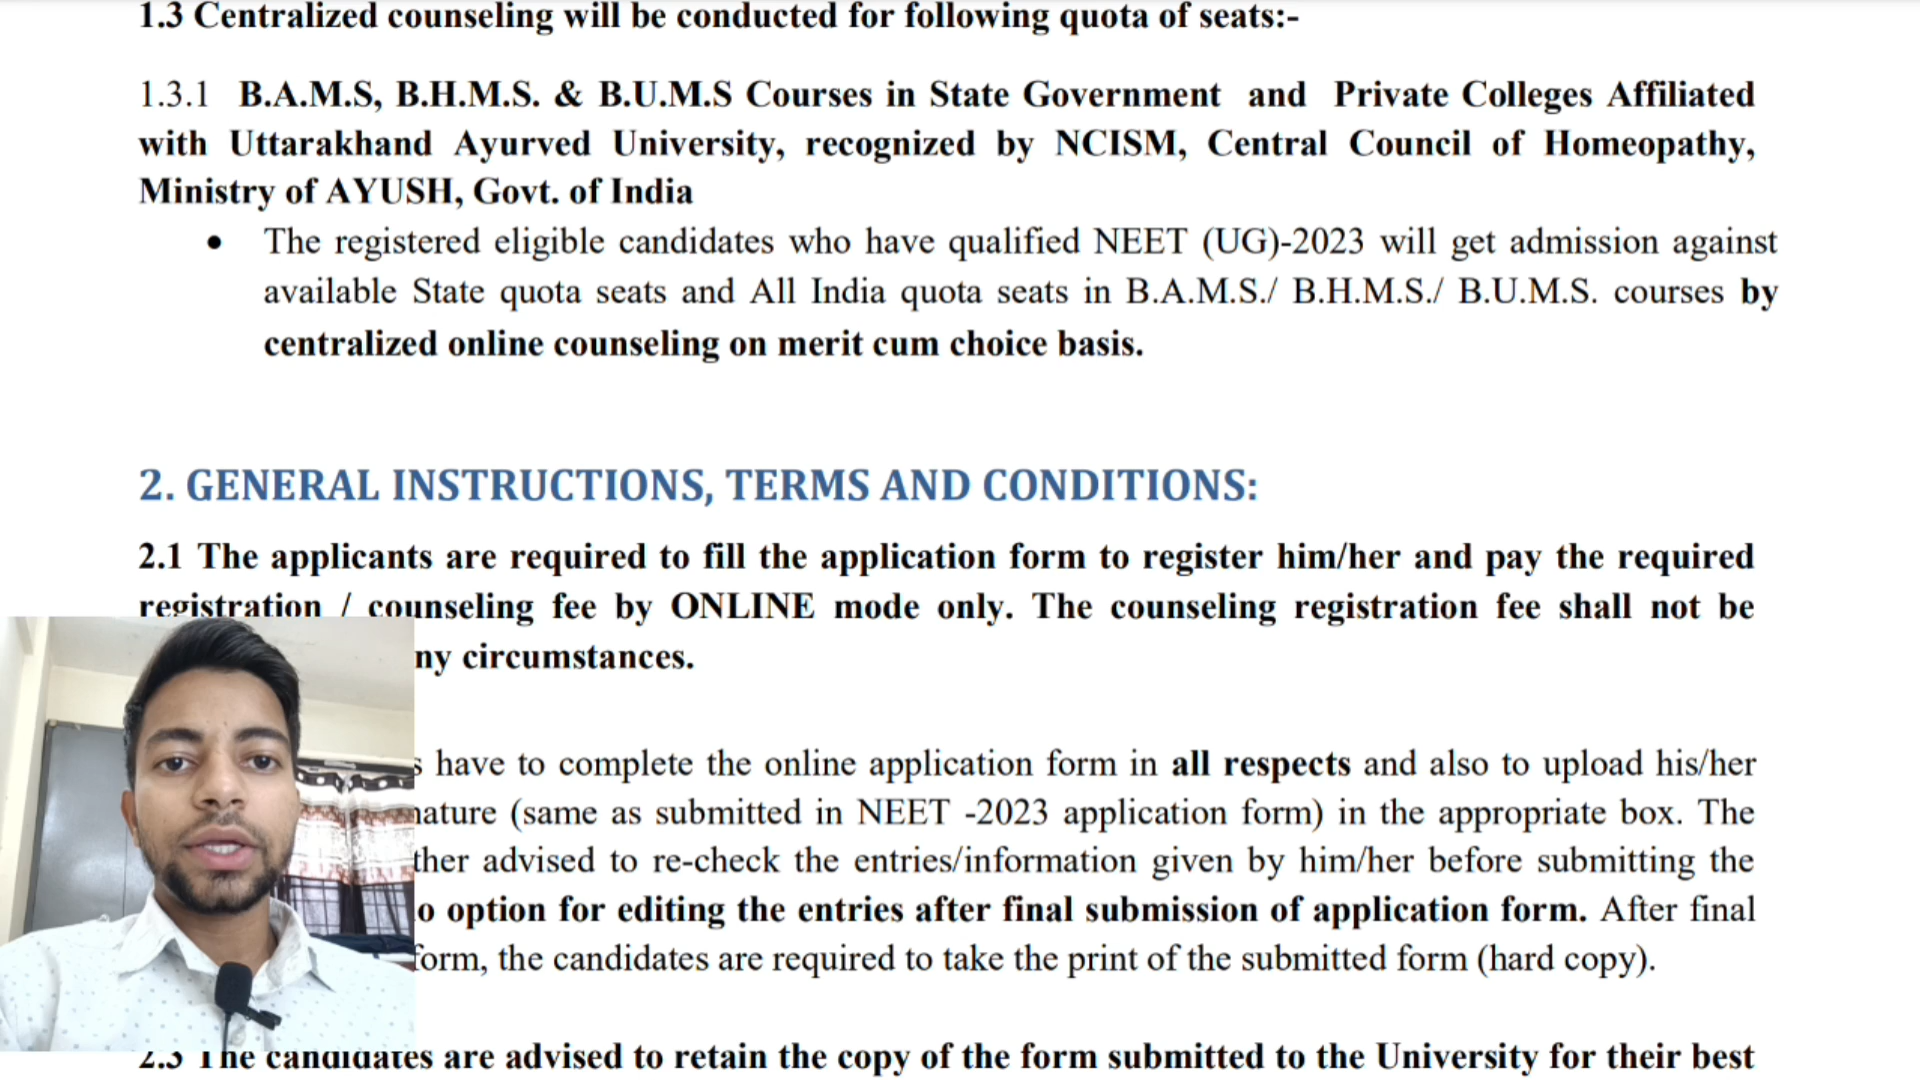 1.3 Centralized counseling will be conducted for following quota of seats:-
1.3.1 B.A.M.S, B.H.M.S. & B.U.M.S Courses in State Government and Private Colleges Affiliated
with Uttarakhand Ayurved University, recognized by NCISM, Central Council of Homeopathy,
Ministry of AYUSH, Govt. of India
• The registered eligible candidates who have qualified NEET (UG)-2023 will get admission against
available State quota seats and All India quota seats in B.A.M.S./ B.H.M.S./ B.U.M.S. courses by
centralized online counseling on merit cum choice basis.
2. GENERAL INSTRUCTIONS, TERMS AND CONDITIONS:
2.1 The applicants are required to fill the application form to register him/her and pay the required
registration / counseling fee by ONLINE mode only. The counseling registration fee shall not be
ny circumstances.
s have to complete the online application form in all respects and also to upload his/her
nature (same as submitted in NEET -2023 application form) in the appropriate box. The
ther advised to re-check the entries/information given by him/her before submitting the
o option for editing the entries after final submission of application form. After final
form, the candidates are required to take the print of the submitted form (hard copy).
2.3 The candidates are advised to retain the copy of the form submitted to the University for their best